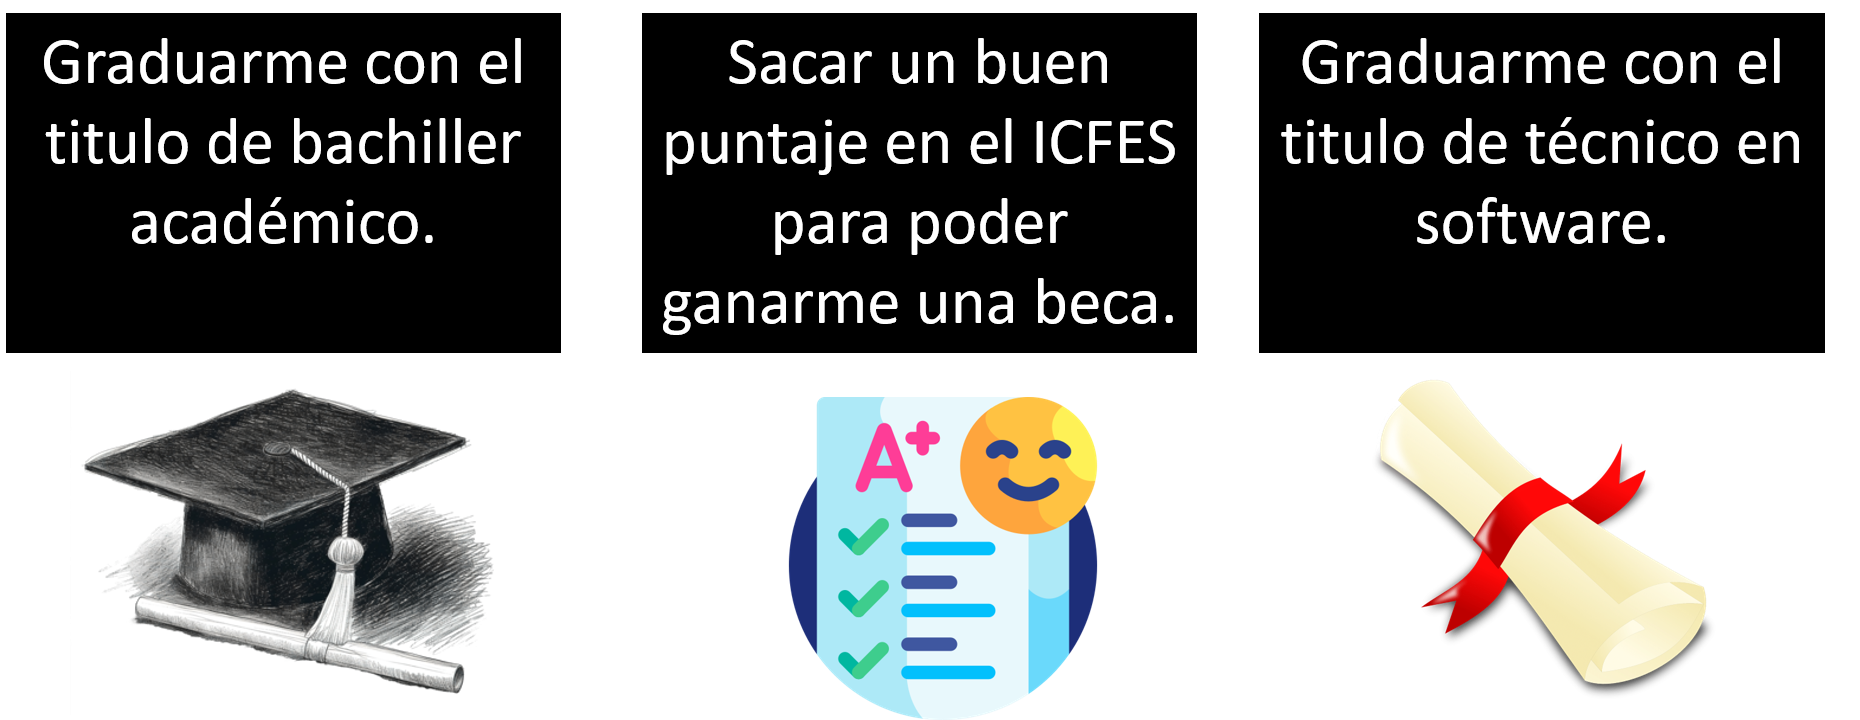 Graduarme con el
titulo de bachiller
académico.
Sacar un buen
puntaje en el ICFES
para poder
ganarme una beca.
Graduarme con el
titulo de técnico en
software.
A+